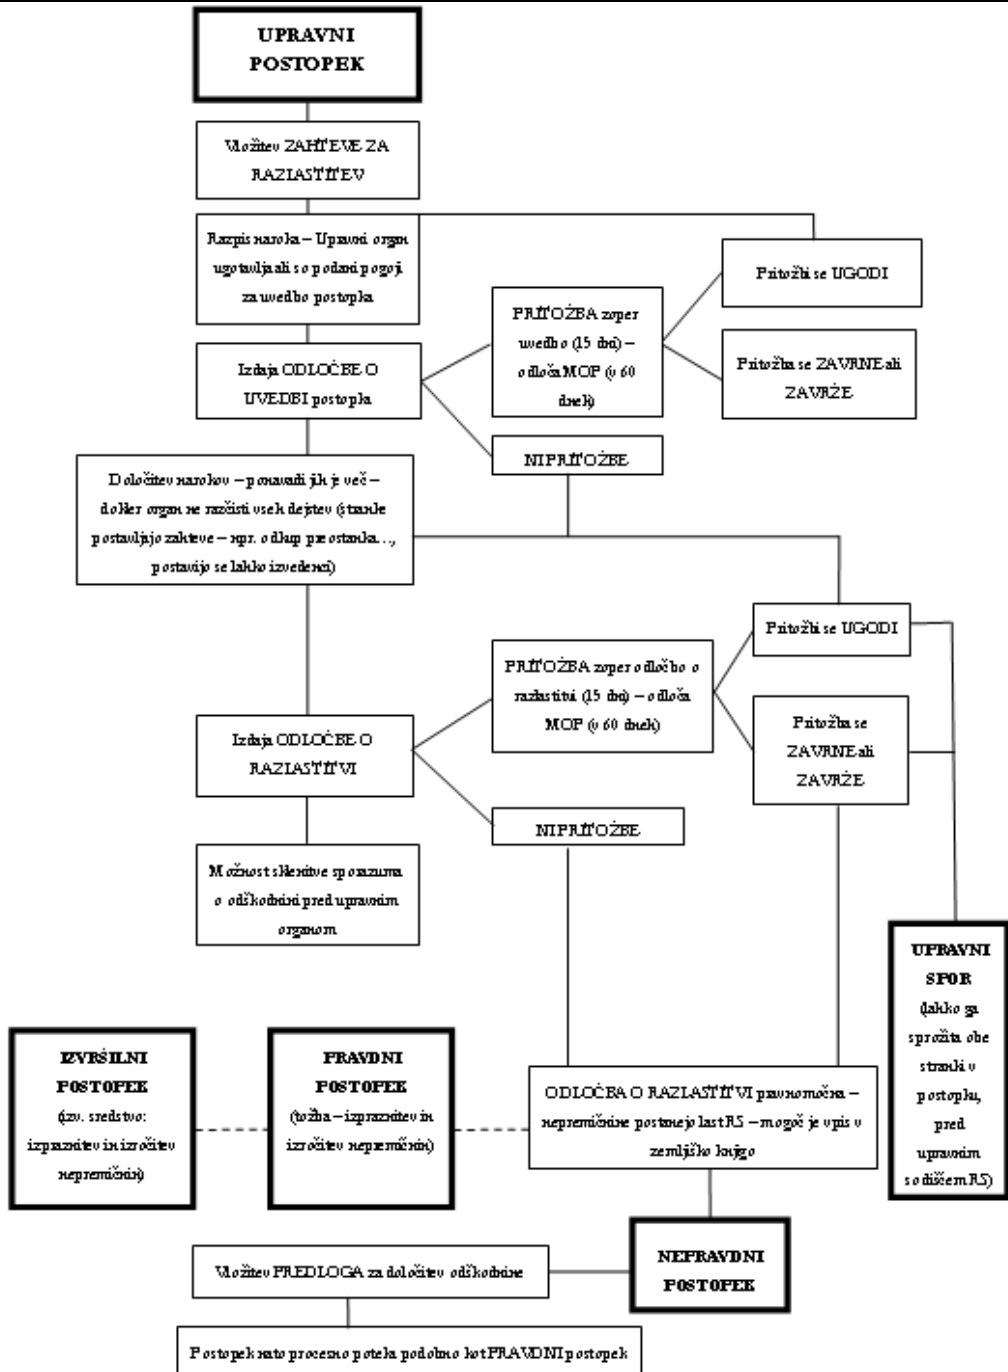 UPRAVNI
POSTOPEK
Vložitev ZAHTEVE ZA
RAZLASTITEV
Razpis naroka – Upravni organ
ugotavlja ali so podani pogoji
za uvedbo postopka
Pritožbi se UGODI
PRITOŽBA zoper
uvedbo (15 dni) –
odloča MOP (v 60
dneh)
Pritožba se ZAVRNE ali
ZAVRŽE
Izdaja ODLOČBE O
UVEDBI postopka
NI PRITOŽBE
Določitev narokov – ponavadi jih je več –
dokler organ ne razčisti vseh dejstev (stranke
postavljajo zahteve – npr. odkup preostanka…,
postavijo se lahko izvedenci)
Pritožbi se UGODI
PRITOŽBA zoper odločbo o
razlastitvi (15 dni) – odloča
MOP (v 60 dneh)
Pritožba se
ZAVRNE ali
ZAVRŽE
Izdaja ODLOČBE O
RAZLASTITVI
NI PRITOŽBE
Možnost sklenitve sporazuma
o odškodnini pred upravnim
organom
UPRAVNI
SPOR
(lahko ga
sprožita obe
stranki v
postopku,
pred
upravnim
sodiščem RS)
IZVRŠILNI
POSTOPEK
(izv. sredstvo:
izpraznitev in izročitev
nepremičnin)
PRAVDNI
POSTOPEK
(tožba – izpraznitev in
izročitev nepremičnin)
ODLOČBA O RAZLASTITVI pravnomočna –
nepremičnine postanejo last RS – mogoč je vpis v
zemljiško knjigo
NEPRAVDNI
POSTOPEK
Vložitev PREDLOGA za določitev odškodnine
Postopek nato procesno poteka podobno kot PRAVDNI postopek